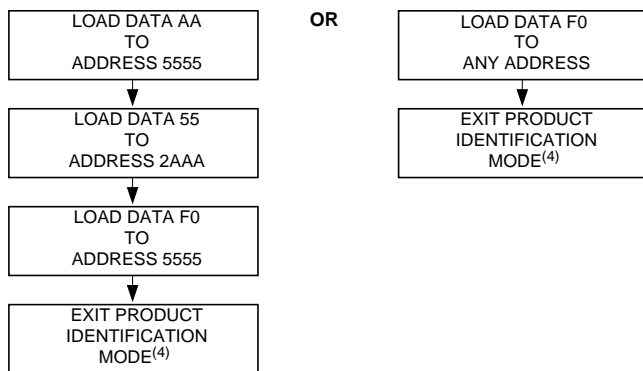 LOAD DATA AA
TO
ADDRESS 5555
LOAD DATA 55
TO
ADDRESS 2AAA
LOAD DATA F0
TO
ADDRESS 5555
EXIT PRODUCT
IDENTIFICATION
MODE(4)
OR
LOAD DATA F0
TO
ANY ADDRESS
EXIT PRODUCT
IDENTIFICATION
MODE(4)